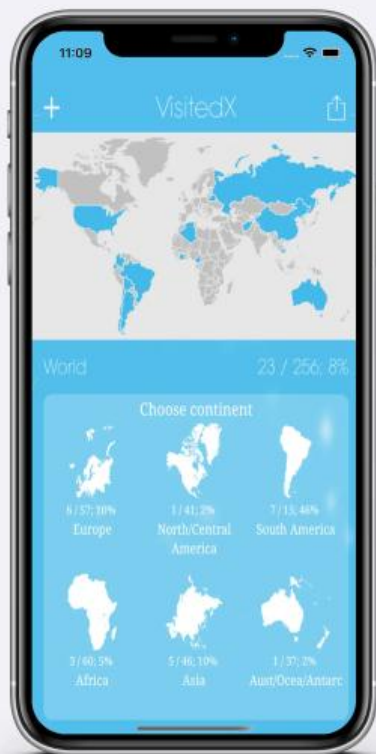 11:09
VisitedX
World 23 / 256; 8%
Choose continent
6 / 57; 10% 1 / 41; 2% 7 / 15; 46%
Europe North/Central America South America
3 / 60; 5% 5 / 46; 10% 1 / 37; 2%
Africa Asia Aust/Ocea/Antarc